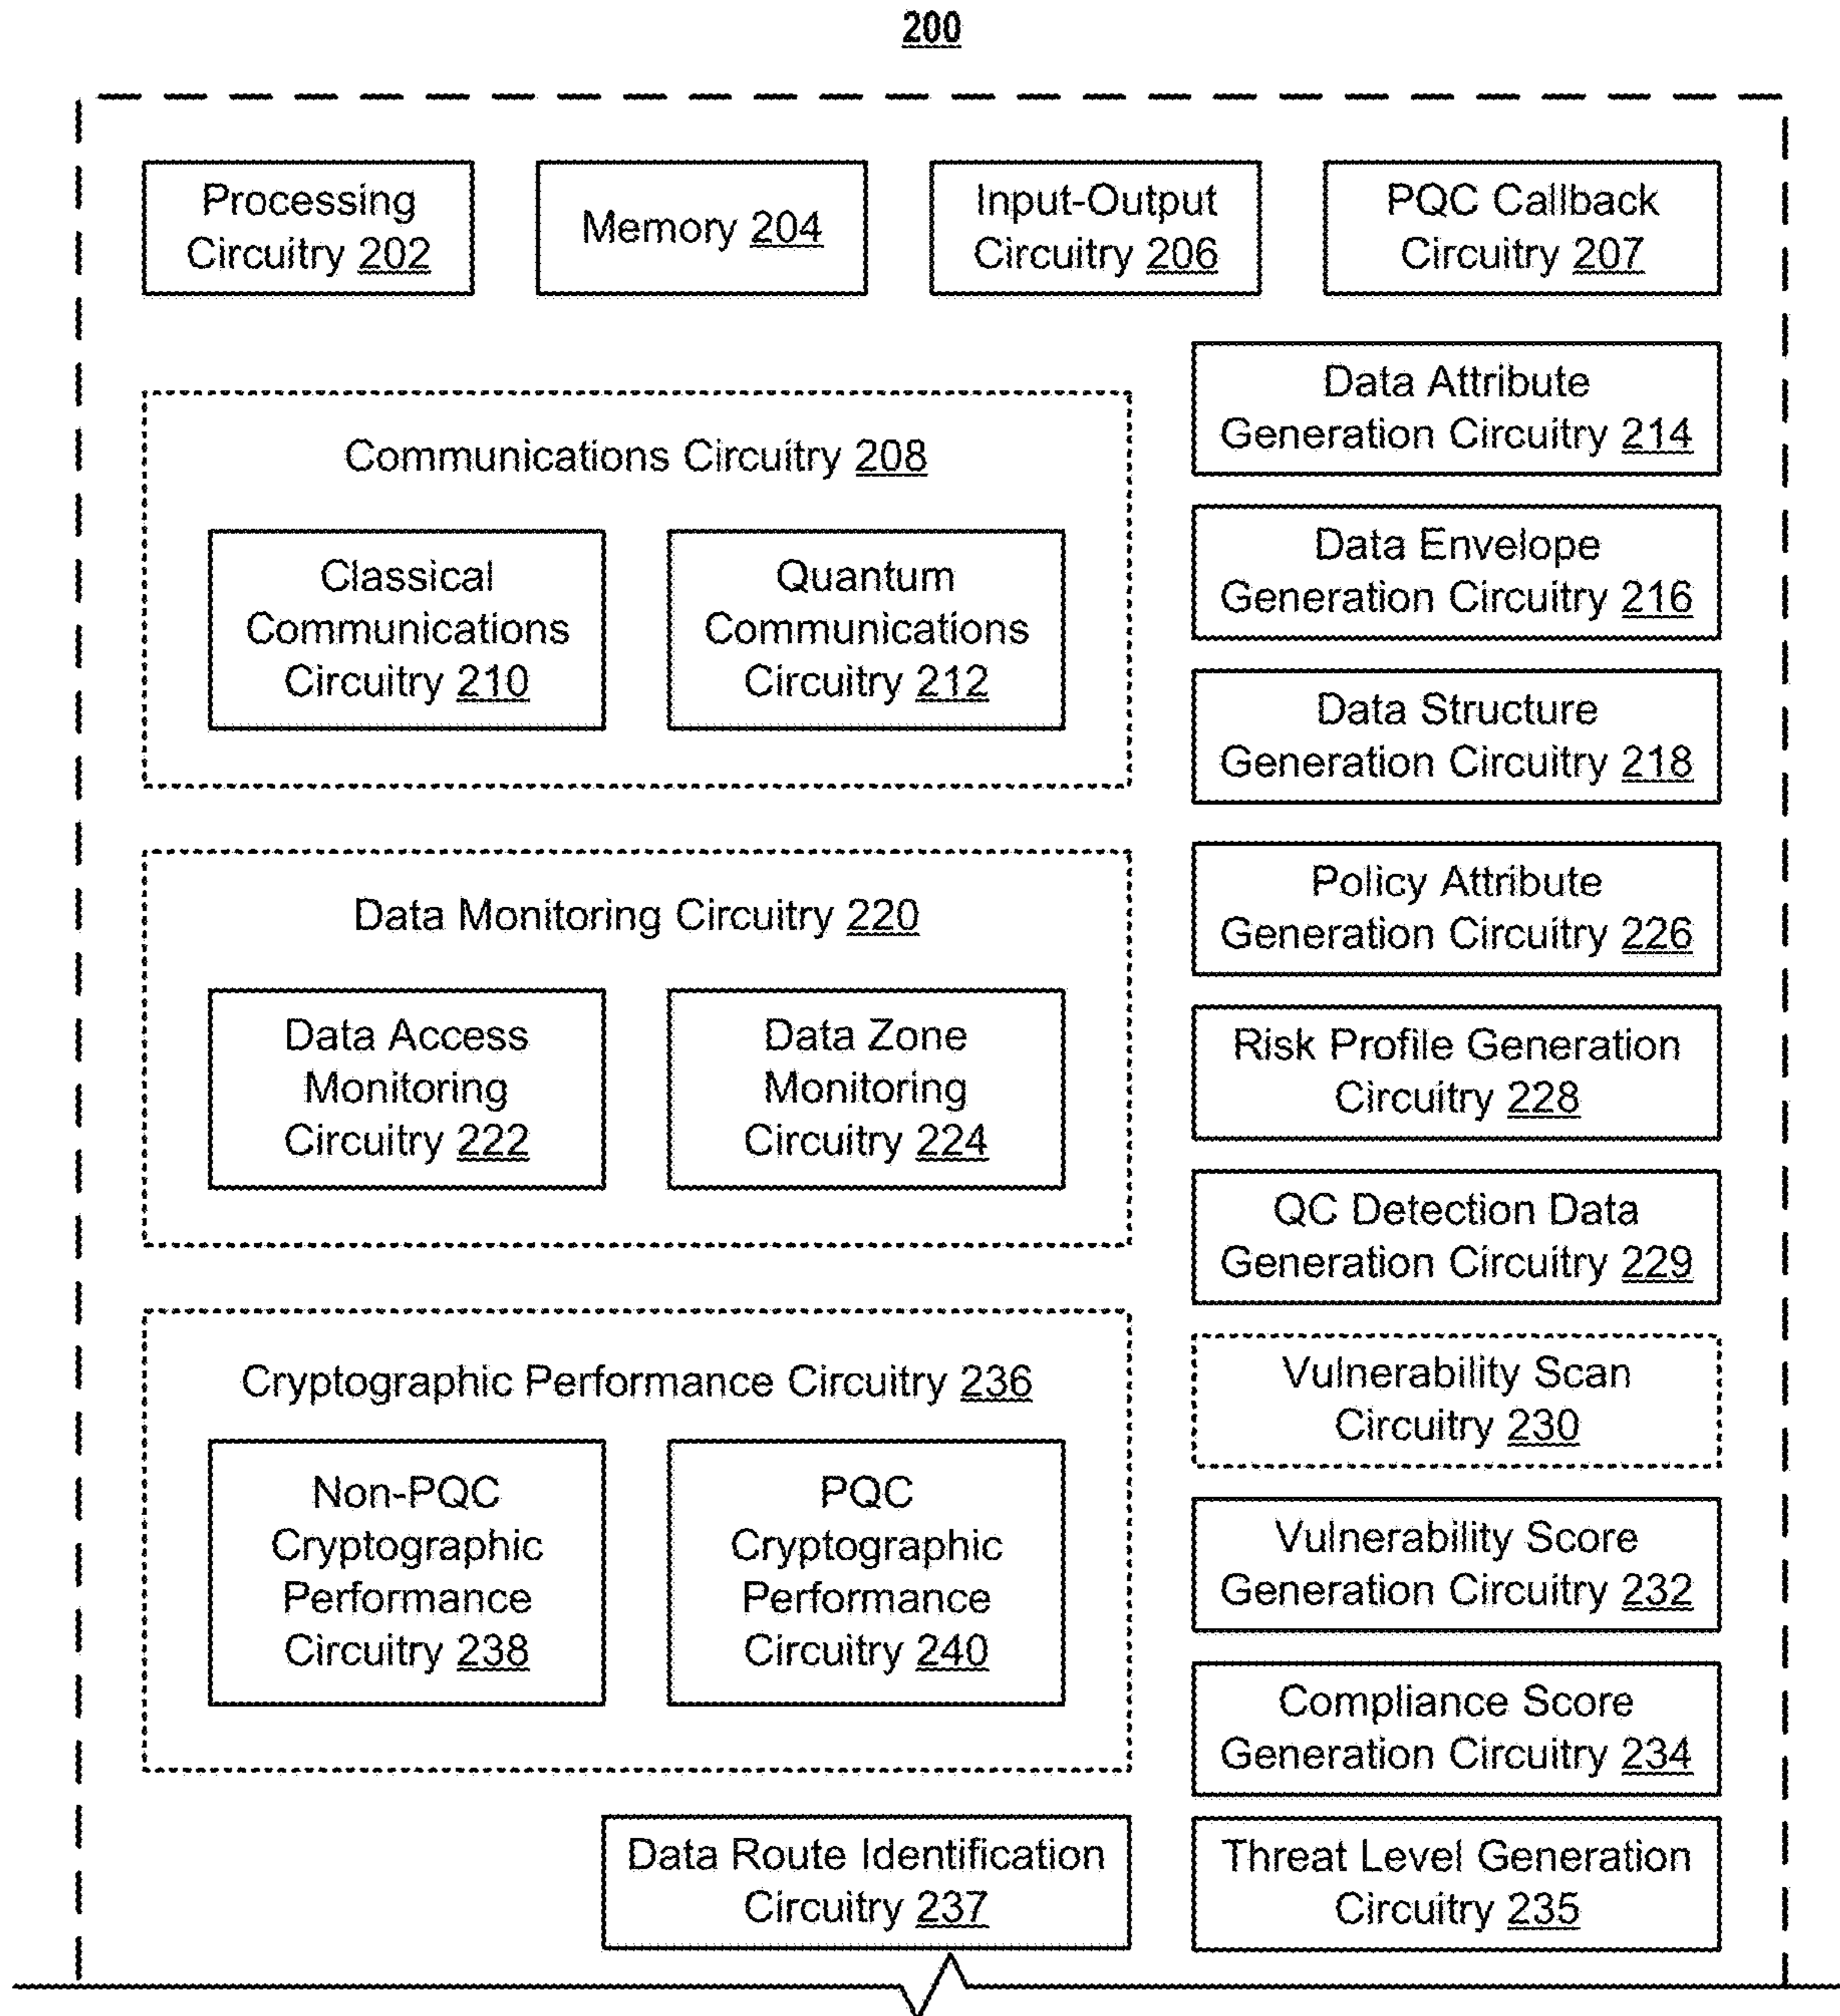 200
Processing
Circuitry 202
Memory 204
Input-Output
Circuitry 206
PQC Callback
Circuitry 207
Communications Circuitry 208
Classical
Communications
Circuitry 210
Quantum
Communications
Circuitry 212
Data Monitoring Circuitry 220
Data Access
Monitoring
Circuitry 222
Data Zone
Monitoring
Circuitry 224
Cryptographic Performance Circuitry 236
Non-PQC
Cryptographic
Performance
Circuitry 238
PQC
Cryptographic
Performance
Circuitry 240
Data Route Identification
Circuitry 237
Data Attribute
Generation Circuitry 214
Data Envelope
Generation Circuitry 216
Data Structure
Generation Circuitry 218
Policy Attribute
Generation Circuitry 226
Risk Profile Generation
Circuitry 228
QC Detection Data
Generation Circuitry 229
Vulnerability Scan
Circuitry 230
Vulnerability Score
Generation Circuitry 232
Compliance Score
Generation Circuitry 234
Threat Level Generation
Circuitry 235